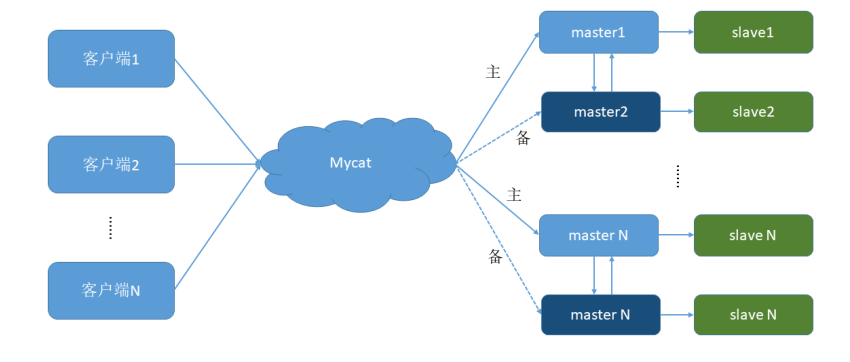 客户端1
客户端2
客户端N
Mycat
主
备
主
备
master1
slave1
master2
slave2
master N
slave N
master N
slave N